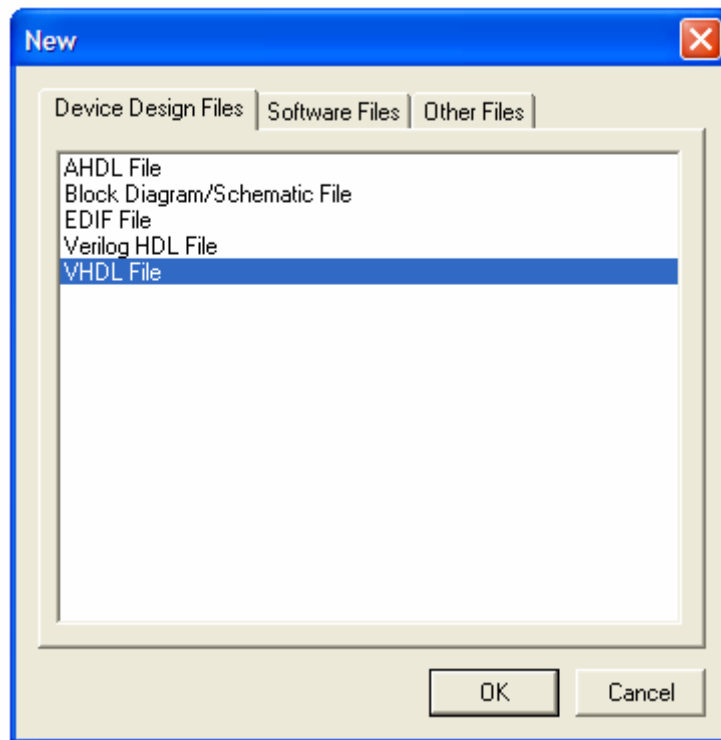 New
Device Design Files Software Files Other Files
AHDL File
Block Diagram/Schematic File
EDIF File
Verilog HDL File
VHDL File
OK Cancel